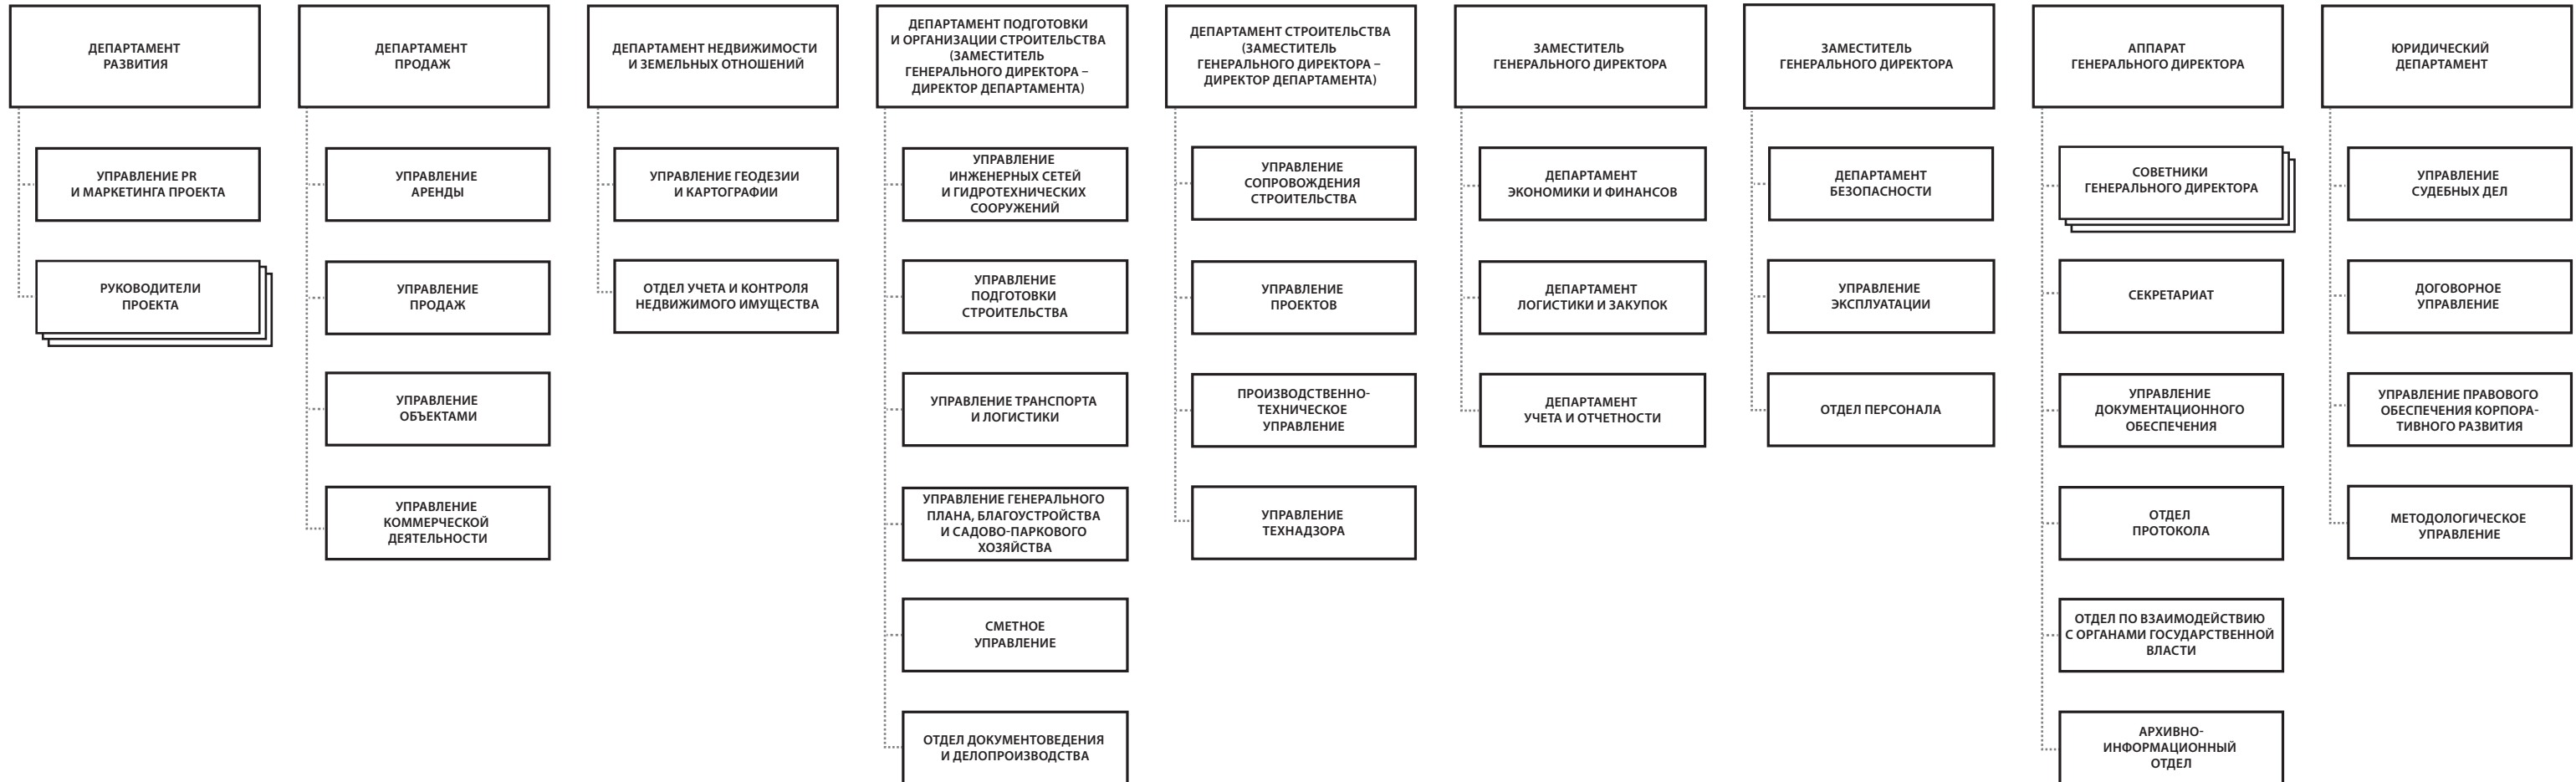 ДЕПАРТАМЕНТ
РАЗВИТИЯ
УПРАВЛЕНИЕ PR
И МАРКЕТИНГА ПРОЕКТА
РУКОВОДИТЕЛИ
ПРОЕКТА
ДЕПАРТАМЕНТ
ПРОДАЖ
УПРАВЛЕНИЕ
АРЕНДЫ
УПРАВЛЕНИЕ
ПРОДАЖ
УПРАВЛЕНИЕ
ОБЪЕКТАМИ
УПРАВЛЕНИЕ
КОММЕРЧЕСКОЙ
ДЕЯТЕЛЬНОСТИ
ДЕПАРТАМЕНТ НЕДВИЖИМОСТИ
И ЗЕМЕЛЬНЫХ ОТНОШЕНИЙ
УПРАВЛЕНИЕ ГЕОДЕЗИИ
И КАРТОГРАФИИ
ОТДЕЛ УЧЕТА И КОНТРОЛЯ
НЕДВИЖИМОГО ИМУЩЕСТВА
ДЕПАРТАМЕНТ ПОДГОТОВКИ
И ОРГАНИЗАЦИИ СТРОИТЕЛЬСТВА
(ЗАМЕСТИТЕЛЬ
ГЕНЕРАЛЬНОГО ДИРЕКТОРА –
ДИРЕКТОР ДЕПАРТАМЕНТА)
УПРАВЛЕНИЕ
ИНЖЕНЕРНЫХ СЕТЕЙ
И ГИДРОТЕХНИЧЕСКИХ
СООРУЖЕНИЙ
УПРАВЛЕНИЕ
ПОДГОТОВКИ
СТРОИТЕЛЬСТВА
УПРАВЛЕНИЕ ТРАНСПОРТА
И ЛОГИСТИКИ
УПРАВЛЕНИЕ ГЕНЕРАЛЬНОГО
ПЛАНА, БЛАГОУСТРОЙСТВА
И САДОВО-ПАРКОВОГО
ХОЗЯЙСТВА
СМЕТНОЕ
УПРАВЛЕНИЕ
ОТДЕЛ ДОКУМЕНТОВЕДЕНИЯ
И ДЕЛОПРОИЗВОДСТВА
ДЕПАРТАМЕНТ СТРОИТЕЛЬСТВА
(ЗАМЕСТИТЕЛЬ
ГЕНЕРАЛЬНОГО ДИРЕКТОРА –
ДИРЕКТОР ДЕПАРТАМЕНТА)
УПРАВЛЕНИЕ
СОПРОВОЖДЕНИЯ
СТРОИТЕЛЬСТВА
УПРАВЛЕНИЕ
ПРОЕКТОВ
ПРОИЗВОДСТВЕННО-
ТЕХНИЧЕСКОЕ
УПРАВЛЕНИЕ
УПРАВЛЕНИЕ
ТЕХНАДЗОРА
ЗАМЕСТИТЕЛЬ
ГЕНЕРАЛЬНОГО ДИРЕКТОРА
ДЕПАРТАМЕНТ
ЭКОНОМИКИ И ФИНАНСОВ
ДЕПАРТАМЕНТ
ЛОГИСТИКИ И ЗАКУПОК
ДЕПАРТАМЕНТ
УЧЕТА И ОТЧЕТНОСТИ
ЗАМЕСТИТЕЛЬ
ГЕНЕРАЛЬНОГО ДИРЕКТОРА
ДЕПАРТАМЕНТ
БЕЗОПАСНОСТИ
УПРАВЛЕНИЕ
ЭКСПЛУАТАЦИИ
ОТДЕЛ ПЕРСОНАЛА
АППАРАТ
ГЕНЕРАЛЬНОГО ДИРЕКТОРА
СОВЕТНИКИ
ГЕНЕРАЛЬНОГО ДИРЕКТОРА
СЕКРЕТАРИАТ
УПРАВЛЕНИЕ
ДОКУМЕНТАЦИОННОГО
ОБЕСПЕЧЕНИЯ
ОТДЕЛ
ПРОТОКОЛА
ОТДЕЛ ПО ВЗАИМОДЕЙСТВИЮ
С ОРГАНАМИ ГОСУДАРСТВЕННОЙ
ВЛАСТИ
АРХИВНО-
ИНФОРМАЦИОННЫЙ
ОТДЕЛ
ЮРИДИЧЕСКИЙ
ДЕПАРТАМЕНТ
УПРАВЛЕНИЕ
СУДЕБНЫХ ДЕЛ
ДОГОВОРНОЕ
УПРАВЛЕНИЕ
УПРАВЛЕНИЕ ПРАВОВОГО
ОБЕСПЕЧЕНИЯ КОРПОРА-
ТИВНОГО РАЗВИТИЯ
МЕТОДОЛОГИЧЕСКОЕ
УПРАВЛЕНИЕ